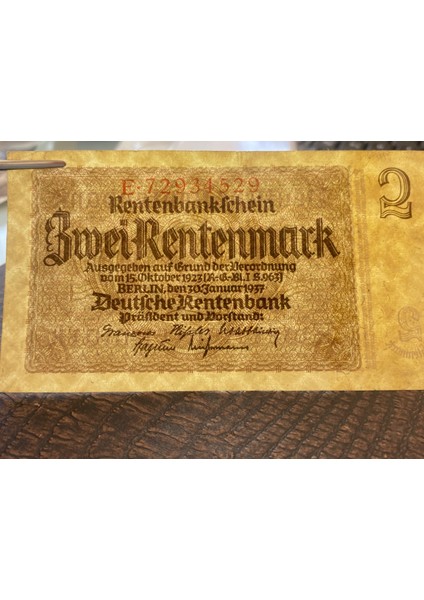 E·72934529
2
Rentenbankschein
Zwei Rentenmark
Ausgegeben auf Grund der Verordnung
vom 15. Oktober 1923 (R.-G.-Bl. I S. 963)
BERLIN, den 30. Januar 1937
Deutsche Rentenbank
Präsident und Vorstand: